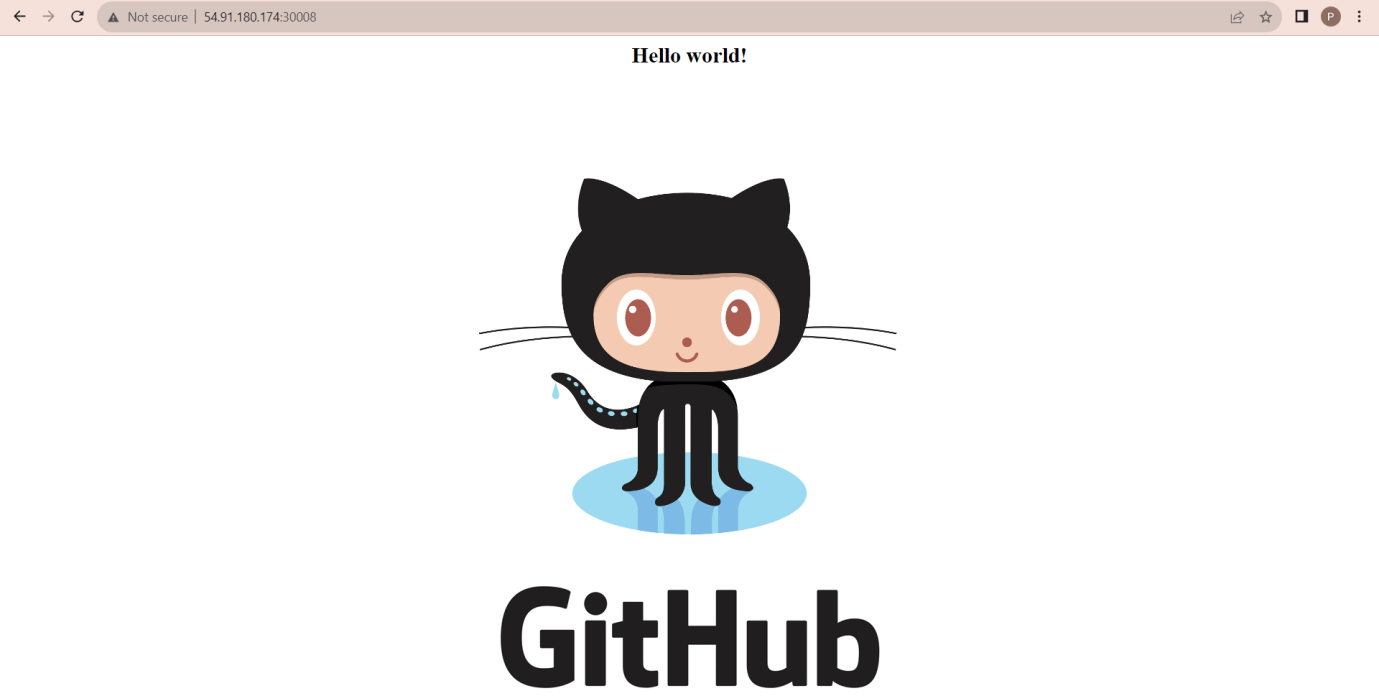 Not secure | 54.91.180.174:30008
P
Hello world!
GitHub